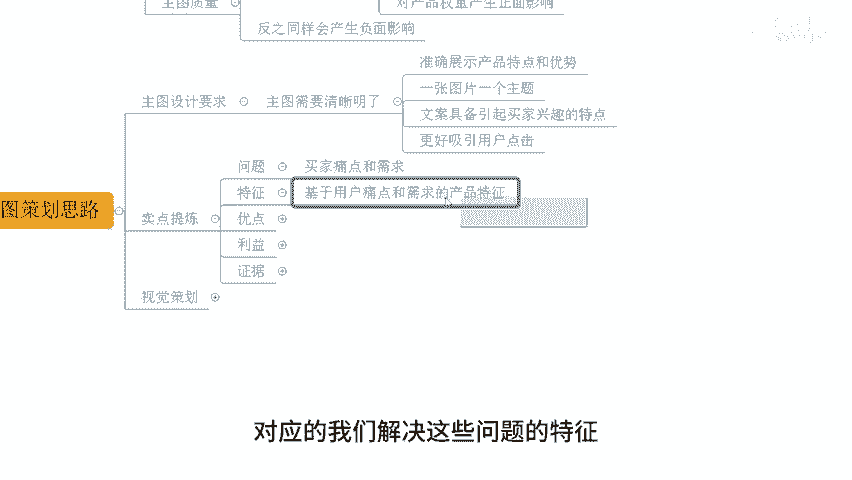 主图质量
对产品权重产生正面影响
反之同样会产生负面影响
准确展示产品特点和优势
主图设计要求
主图需要清晰明了
一张图片一个主题
文案具备引起买家兴趣的特点
更好吸引用户点击
问题
买家痛点和需求
特征
基于用户痛点和需求的产品特征
图策划思路
卖点提炼
优点
利益
证据
视觉策划
对应的我们解决这些问题的特征